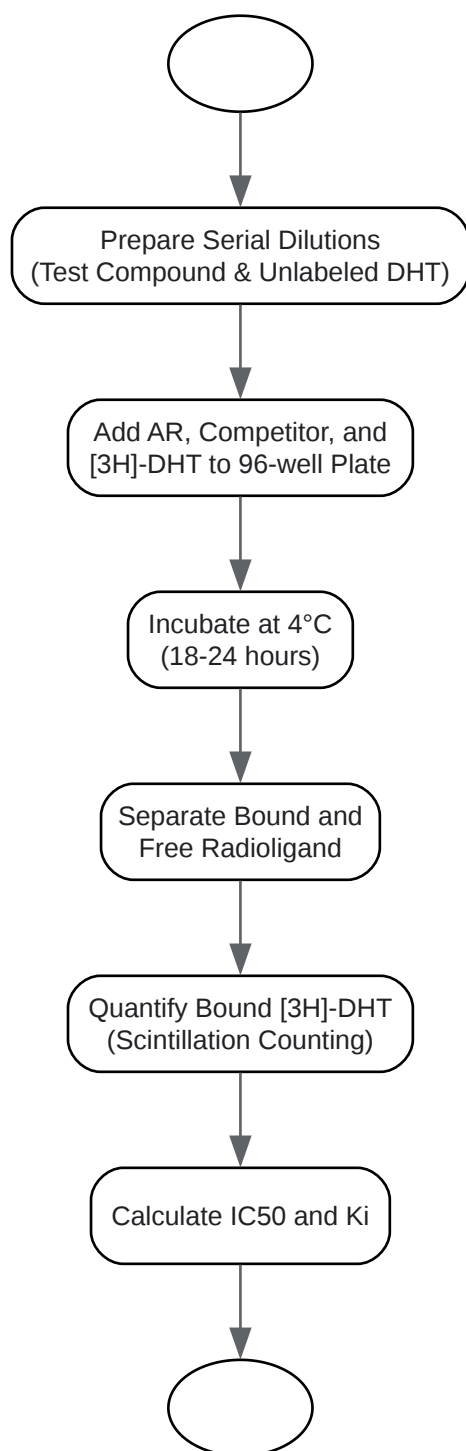 Prepare Serial Dilutions
(Test Compound & Unlabeled DHT)
Add AR, Competitor, and
[3H]-DHT to 96-well Plate
Incubate at 4°C
(18-24 hours)
Separate Bound and
Free Radioligand
Quantify Bound [3H]-DHT
(Scintillation Counting)
Calculate IC50 and Ki